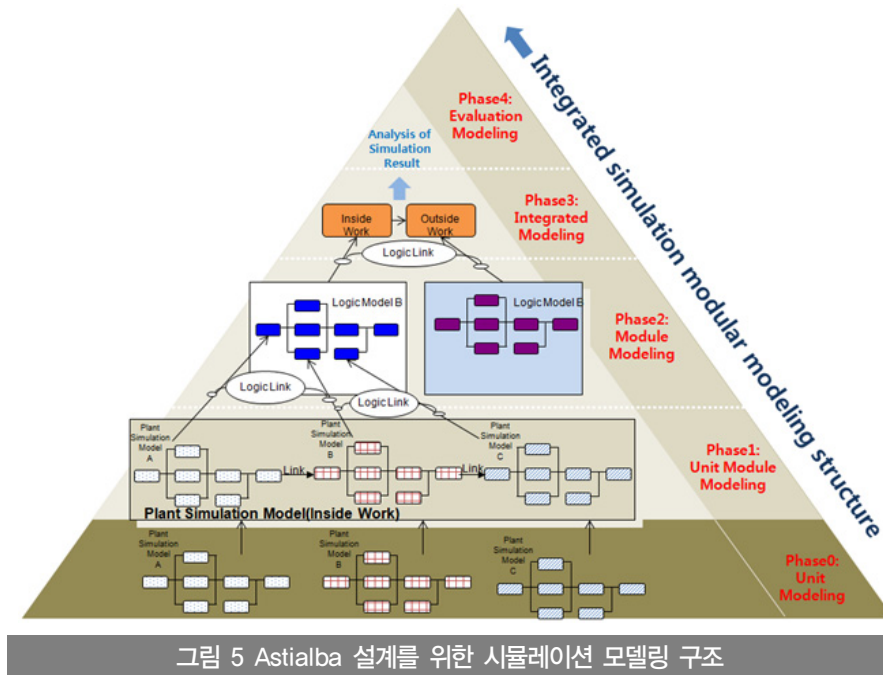 Integrated simulation modular modeling structure
Phase4:
Evaluation
Modeling
Analysis of
Simulation
Result
Phase3:
Integrated
Modeling
Inside
Work
Outside
Work
Logic Link
Logic Model B
Logic Model B
Phase2:
Module
Modeling
Logic Link
Logic Link
Plant
Simulation
Model
A
Plant
Simulation
Model
B
Plant
Simulation
Model
C
Link
Link
Plant Simulation Model(Inside Work)
Phase1:
Unit Module
Modeling
Plant
Simulation
Model
A
Plant
Simulation
Model
B
Plant
Simulation
Model
C
Phase0:
Unit
Modeling
그림 5 Astialba 설계를 위한 시뮬레이션 모델링 구조